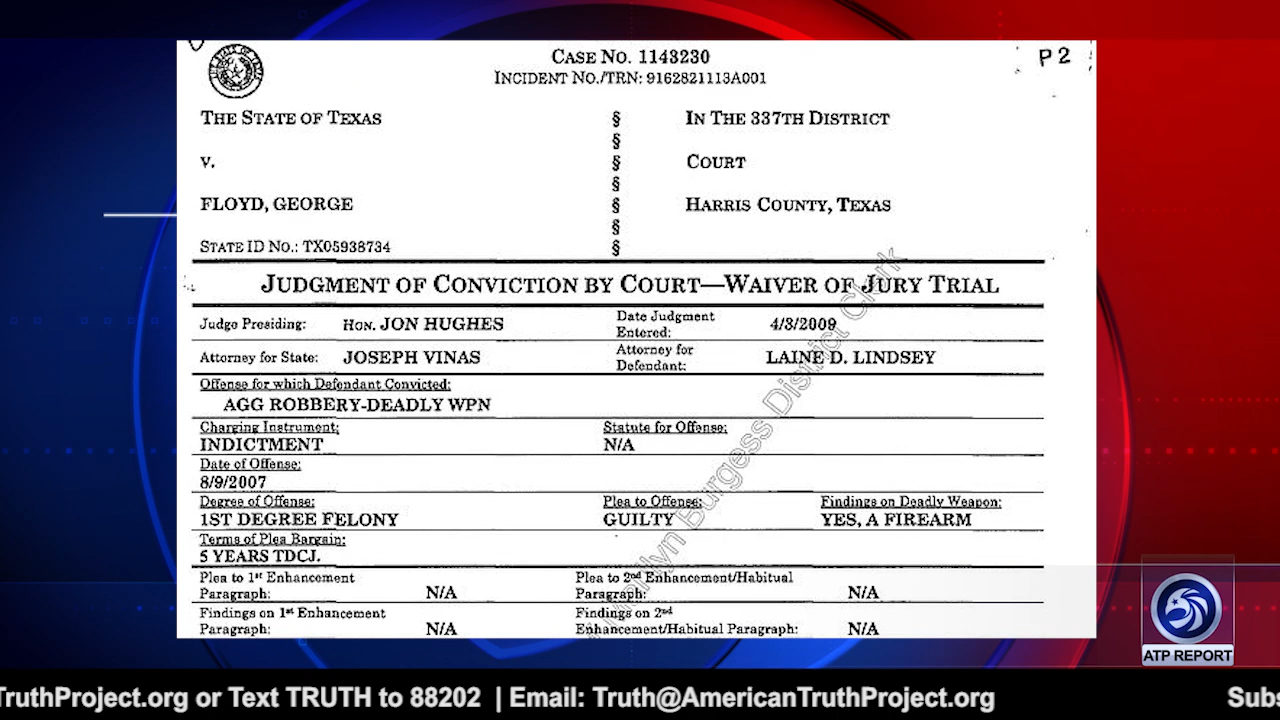 CASE NO. 1143230
INCIDENT NO./TRN: 9162821113A001
P 2
THE STATE OF TEXAS § IN THE 337TH DISTRICT
§
V. § COURT
§
FLOYD, GEORGE § HARRIS COUNTY, TEXAS
§
STATE ID NO.: TX05938734 §
JUDGMENT OF CONVICTION BY COURT—WAIVER OF JURY TRIAL
Judge Presiding: HON. JON HUGHES Date Judgment Entered: 4/3/2009
Attorney for State: JOSEPH VINAS Attorney for Defendant: LAINE D. LINDSEY
Offense for which Defendant Convicted:
AGG ROBBERY-DEADLY WPN
Charging Instrument: Statute for Offense:
INDICTMENT N/A
Date of Offense:
8/9/2007
Degree of Offense: Plea to Offense: Findings on Deadly Weapon:
1ST DEGREE FELONY GUILTY YES, A FIREARM
Terms of Plea Bargain:
5 YEARS TDCJ.
Plea to 1st Enhancement Plea to 2nd Enhancement/Habitual
Paragraph: N/A Paragraph: N/A
Findings on 1st Enhancement Findings on 2nd
Paragraph: N/A Enhancement/Habitual Paragraph: N/A
Marilyn Burgess District Clerk
ATP REPORT
TruthProject.org or Text TRUTH to 88202 | Email: Truth@AmericanTruthProject.org Subs